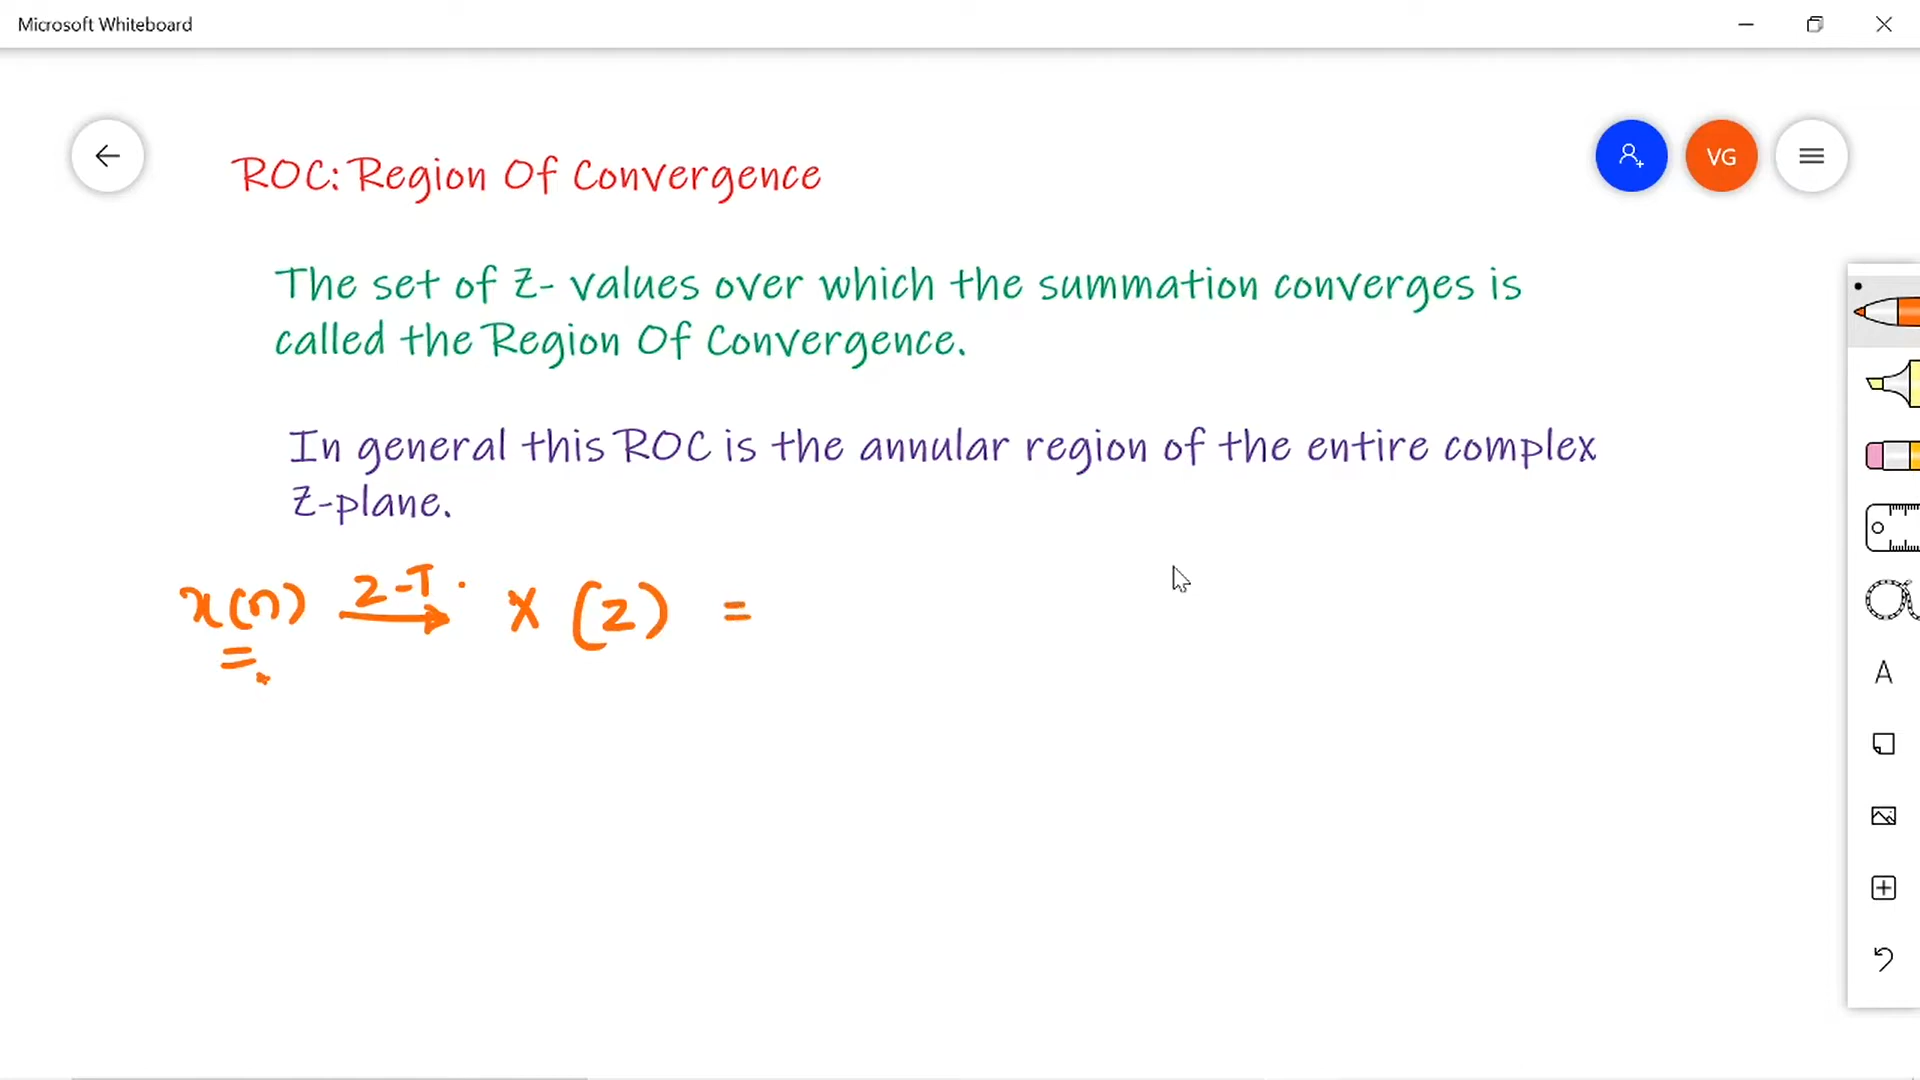 Microsoft Whiteboard
VG
ROC: Region Of Convergence
The set of Z- values over which the summation converges is
called the Region Of Convergence.
In general this ROC is the annular region of the entire complex
Z-plane.
x(n) Z-T. → X (z) =
A